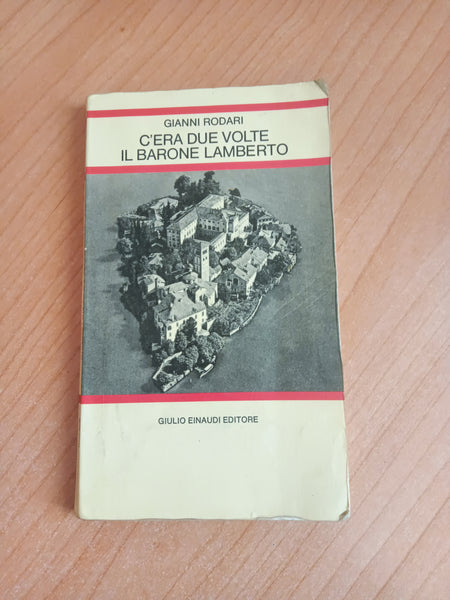 GIANNI RODARI
C'ERA DUE VOLTE
IL BARONE LAMBERTO
GIULIO EINAUDI EDITORE